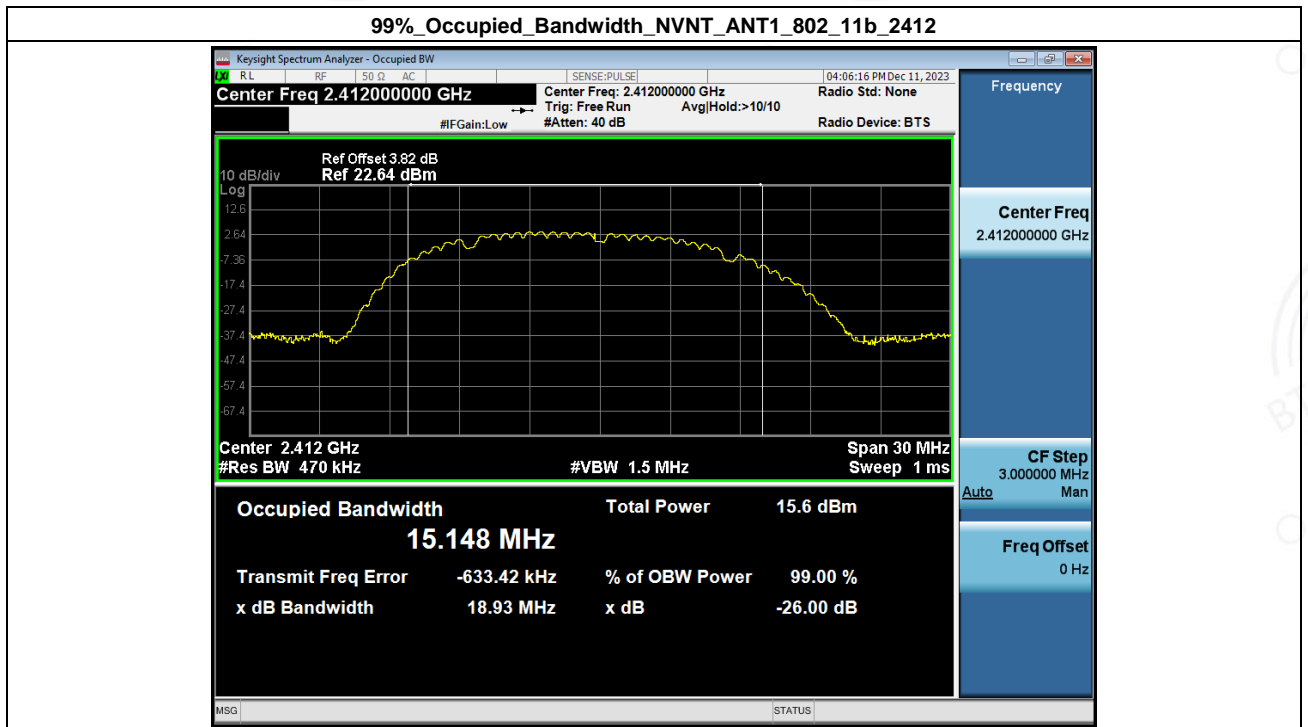 99%_Occupied_Bandwidth_NVNT_ANT1_802_11b_2412
Keysight Spectrum Analyzer - Occupied BW
LXI RL RF 50 Ω AC SENSE:PULSE 04:06:16 PM Dec 11, 2023
Center Freq 2.412000000 GHz Center Freq: 2.412000000 GHz Radio Std: None
Trig: Free Run Avg|Hold:>10/10
#IFGain:Low #Atten: 40 dB Radio Device: BTS
Ref Offset 3.82 dB
10 dB/div Ref 22.64 dBm
Log
12.6
2.64
-7.36
-17.4
-27.4
-37.4
-47.4
-57.4
-67.4
Center 2.412 GHz Span 30 MHz
#Res BW 470 kHz #VBW 1.5 MHz Sweep 1 ms
Occupied Bandwidth Total Power 15.6 dBm
15.148 MHz
Transmit Freq Error -633.42 kHz % of OBW Power 99.00 %
x dB Bandwidth 18.93 MHz x dB -26.00 dB
Frequency
Center Freq
2.412000000 GHz
CF Step
3.000000 MHz
Auto Man
Freq Offset
0 Hz
MSG STATUS